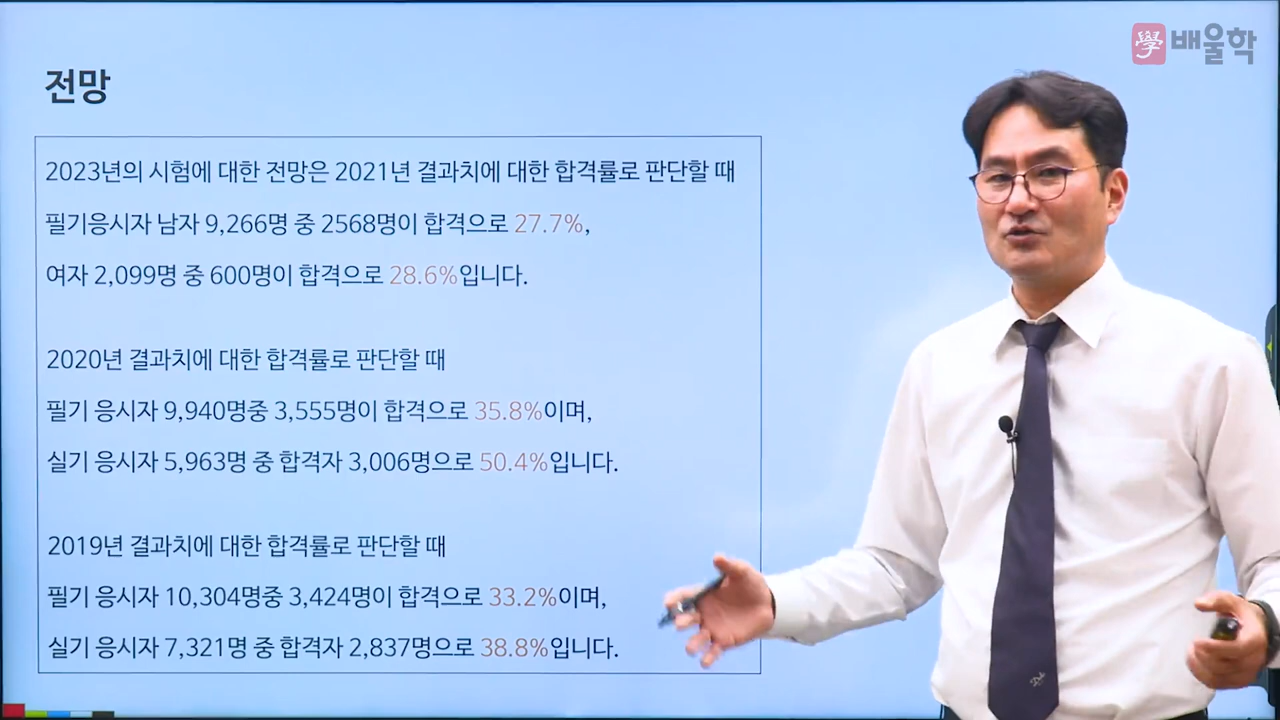 學 배울학
전망
2023년의 시험에 대한 전망은 2021년 결과치에 대한 합격률로 판단할 때
필기응시자 남자 9,266명 중 2568명이 합격으로 27.7%,
여자 2,099명 중 600명이 합격으로 28.6%입니다.
2020년 결과치에 대한 합격률로 판단할 때
필기 응시자 9,940명중 3,555명이 합격으로 35.8%이며,
실기 응시자 5,963명 중 합격자 3,006명으로 50.4%입니다.
2019년 결과치에 대한 합격률로 판단할 때
필기 응시자 10,304명중 3,424명이 합격으로 33.2%이며,
실기 응시자 7,321명 중 합격자 2,837명으로 38.8%입니다.